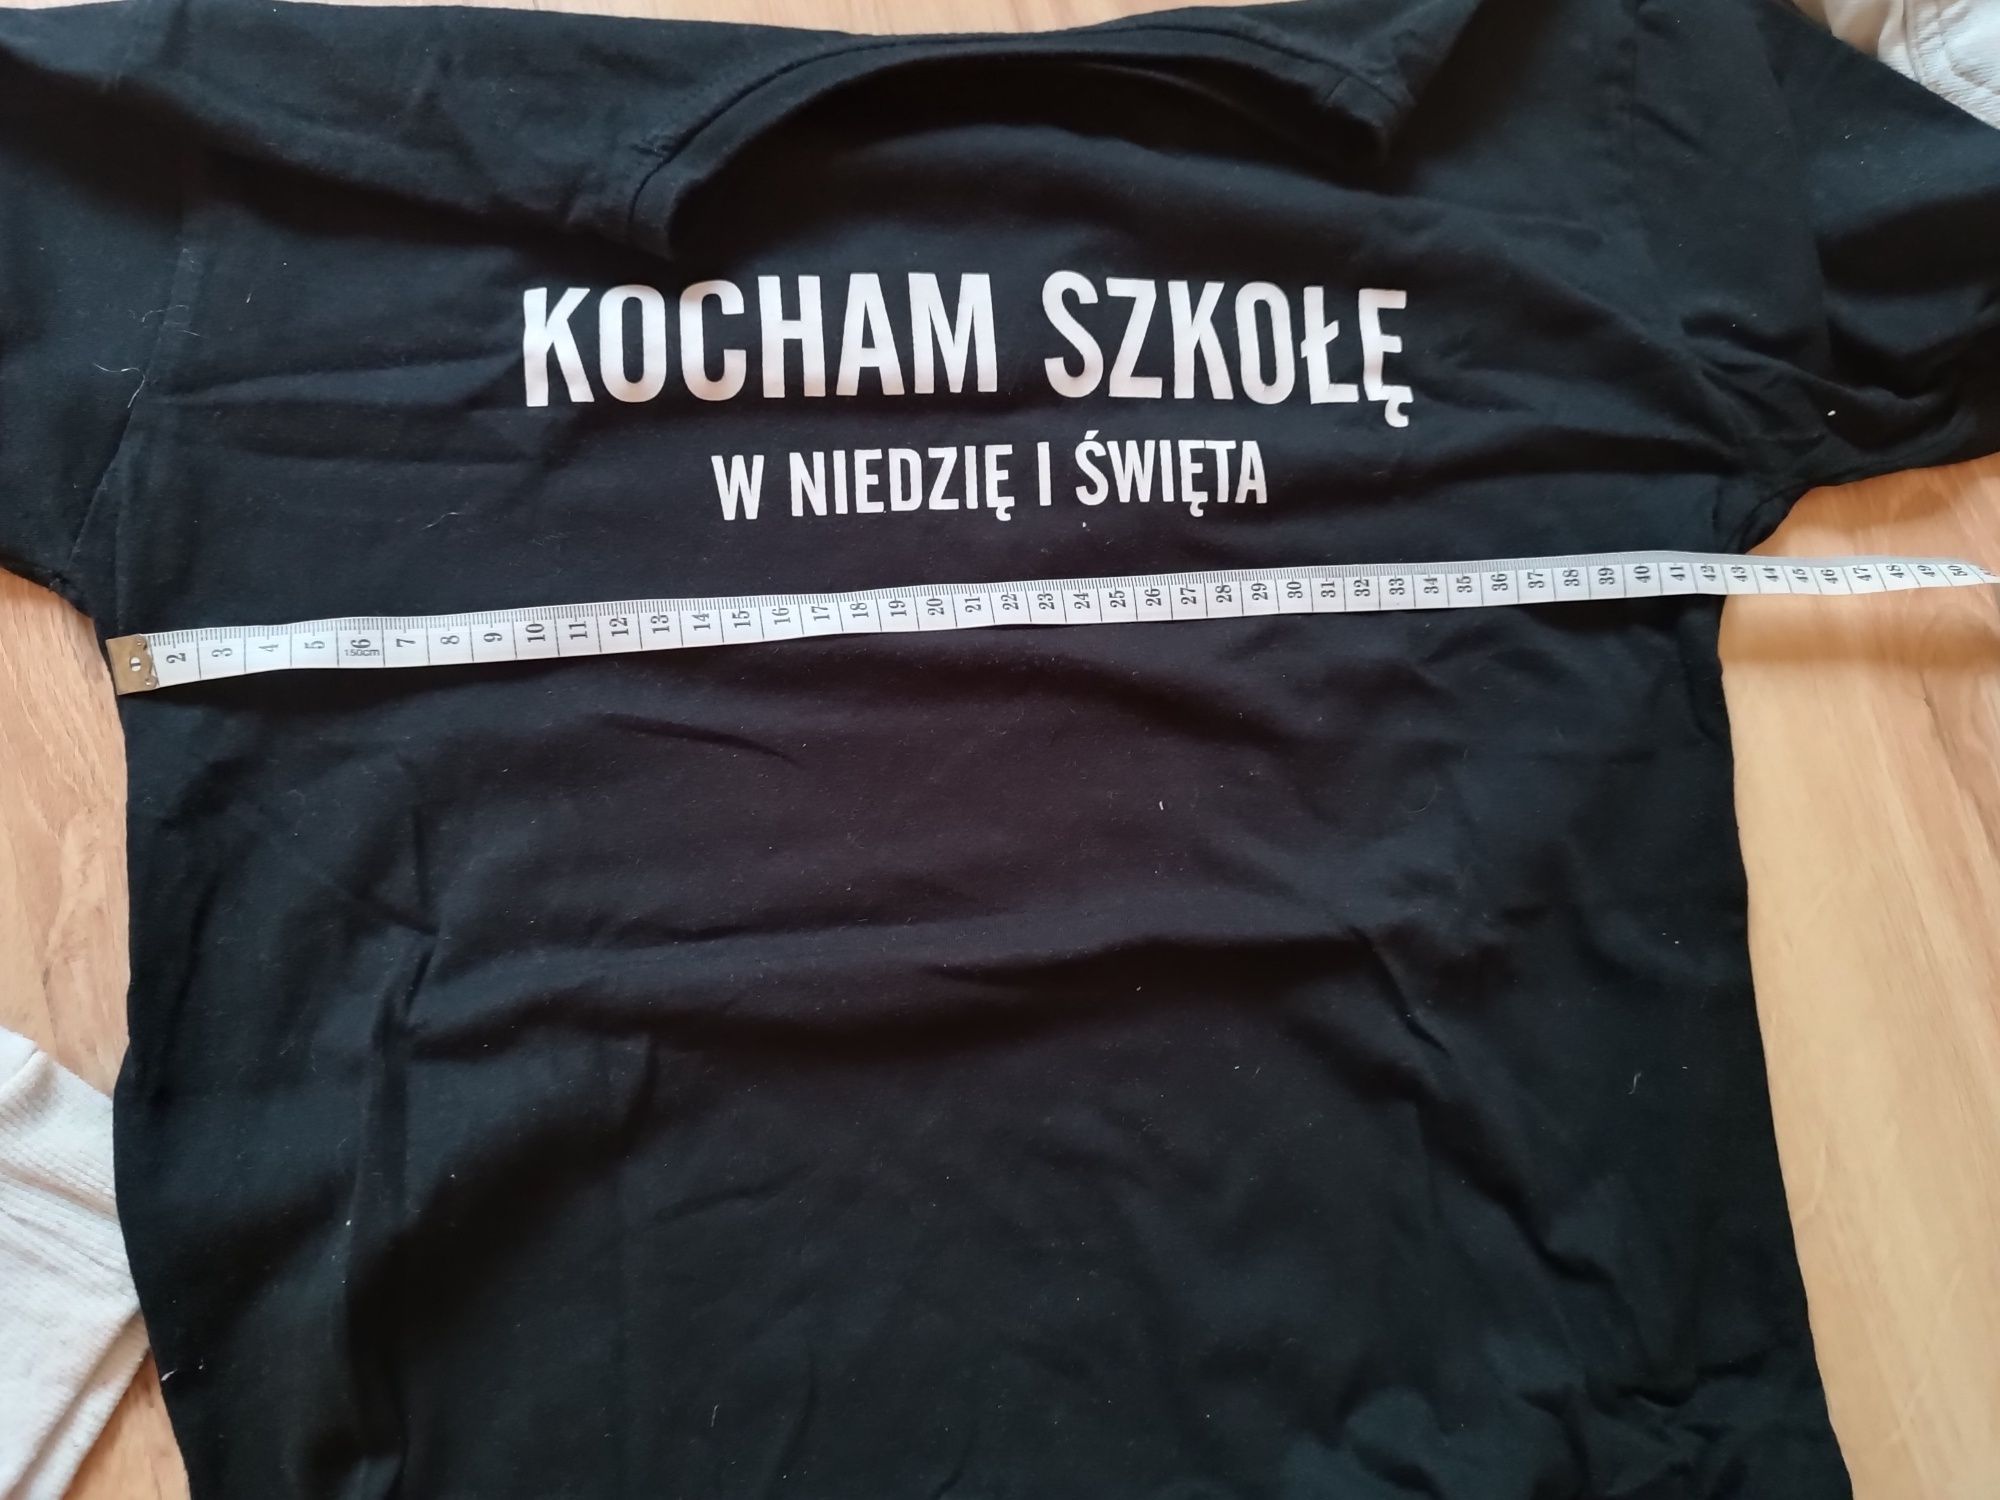 KOCHAM SZKOŁĘ
W NIEDZIĘ I ŚWIĘTA
2 3 4 5 6 7 8 9 10 11 12 13 14 15 16 17 18 19 20 21 22 23 24 25 26 27 28 29 30 31 32 33 34 35 36 37 38 39 40 41 42 43 44 45 46 47 48 49 50
150cm